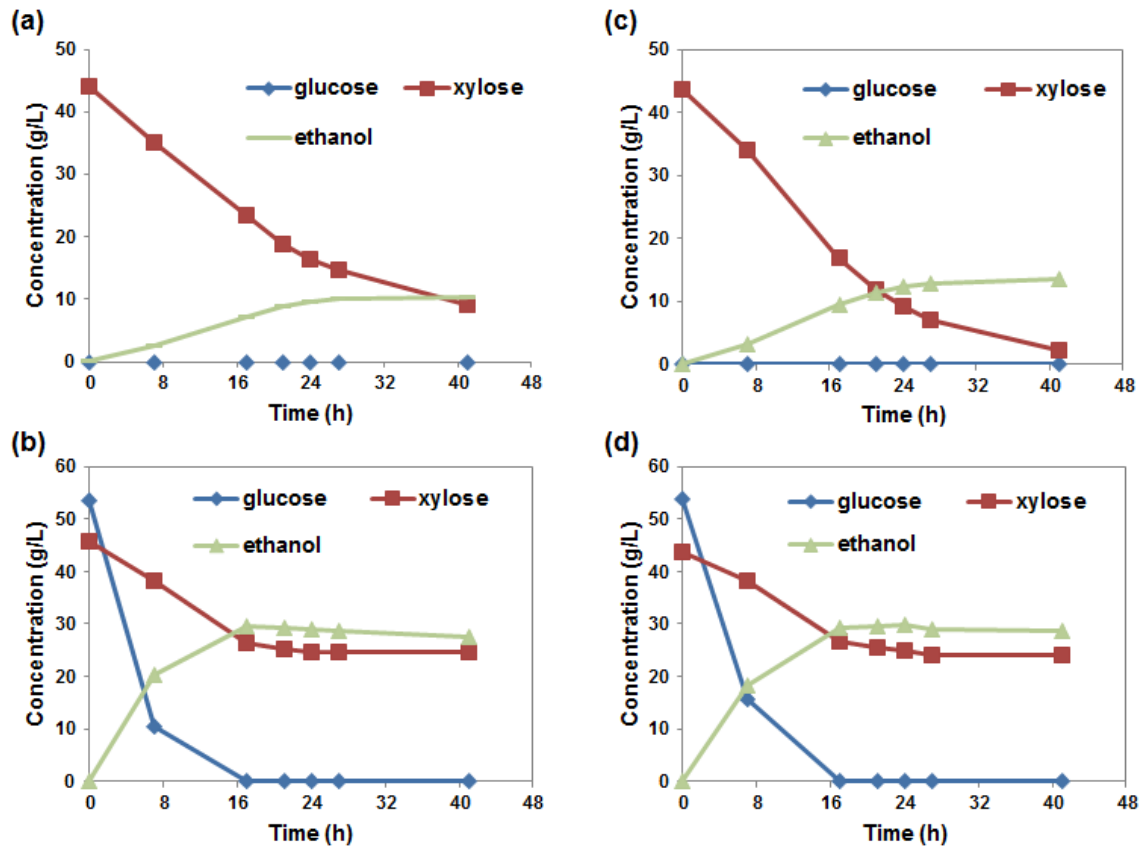 (a)
50
40
30
20
10
0
Concentration (g/L)
glucose xylose
ethanol
0 8 16 24 32 40 48
Time (h)
(c)
50
40
30
20
10
0
Concentration (g/L)
glucose xylose
ethanol
0 8 16 24 32 40 48
Time (h)
(b)
60
50
40
30
20
10
0
Concentration (g/L)
glucose xylose
ethanol
0 8 16 24 32 40 48
Time (h)
(d)
60
50
40
30
20
10
0
Concentration (g/L)
glucose xylose
ethanol
0 8 16 24 32 40 48
Time (h)